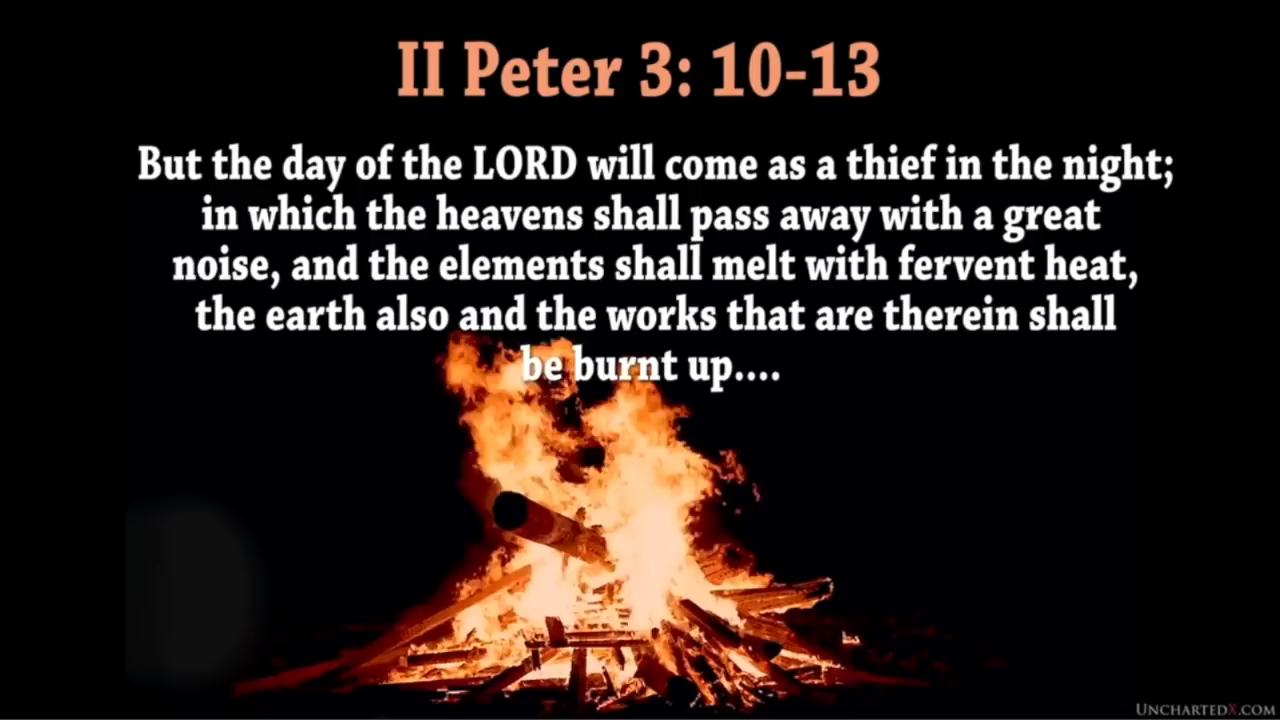 II Peter 3: 10-13
But the day of the LORD will come as a thief in the night;
in which the heavens shall pass away with a great
noise, and the elements shall melt with fervent heat,
the earth also and the works that are therein shall
be burnt up....
UNCHARTEDX.COM